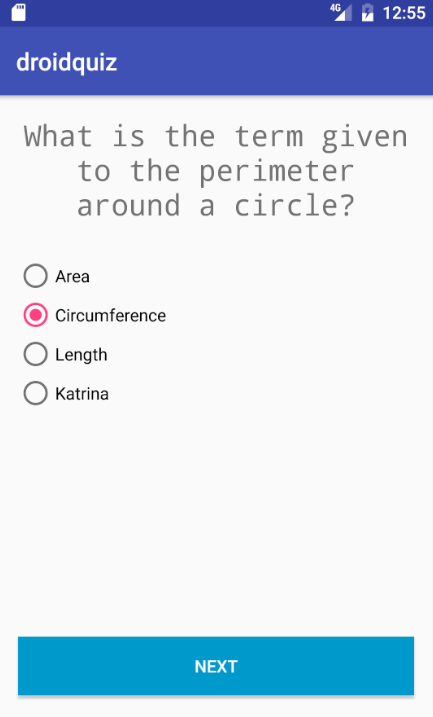 4G 12:55
droidquiz
What is the term given
to the perimeter
around a circle?
Area
Circumference
Length
Katrina
NEXT